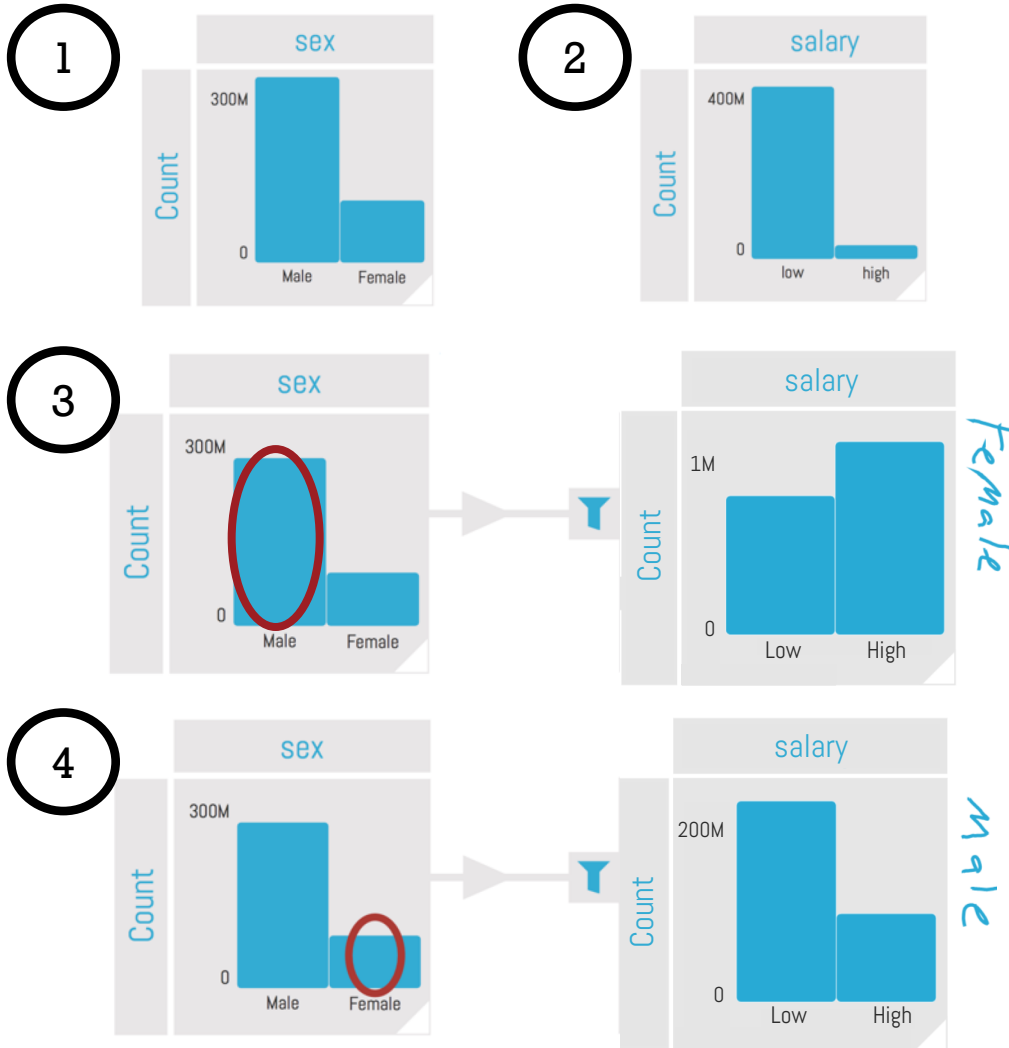 1
sex
Count
300M
0
Male Female
2
salary
Count
400M
0
low high
3
sex
Count
300M
0
Male Female
salary
Count
1M
0
Low High
Female
4
sex
Count
300M
0
Male Female
salary
Count
200M
0
Low High
Male